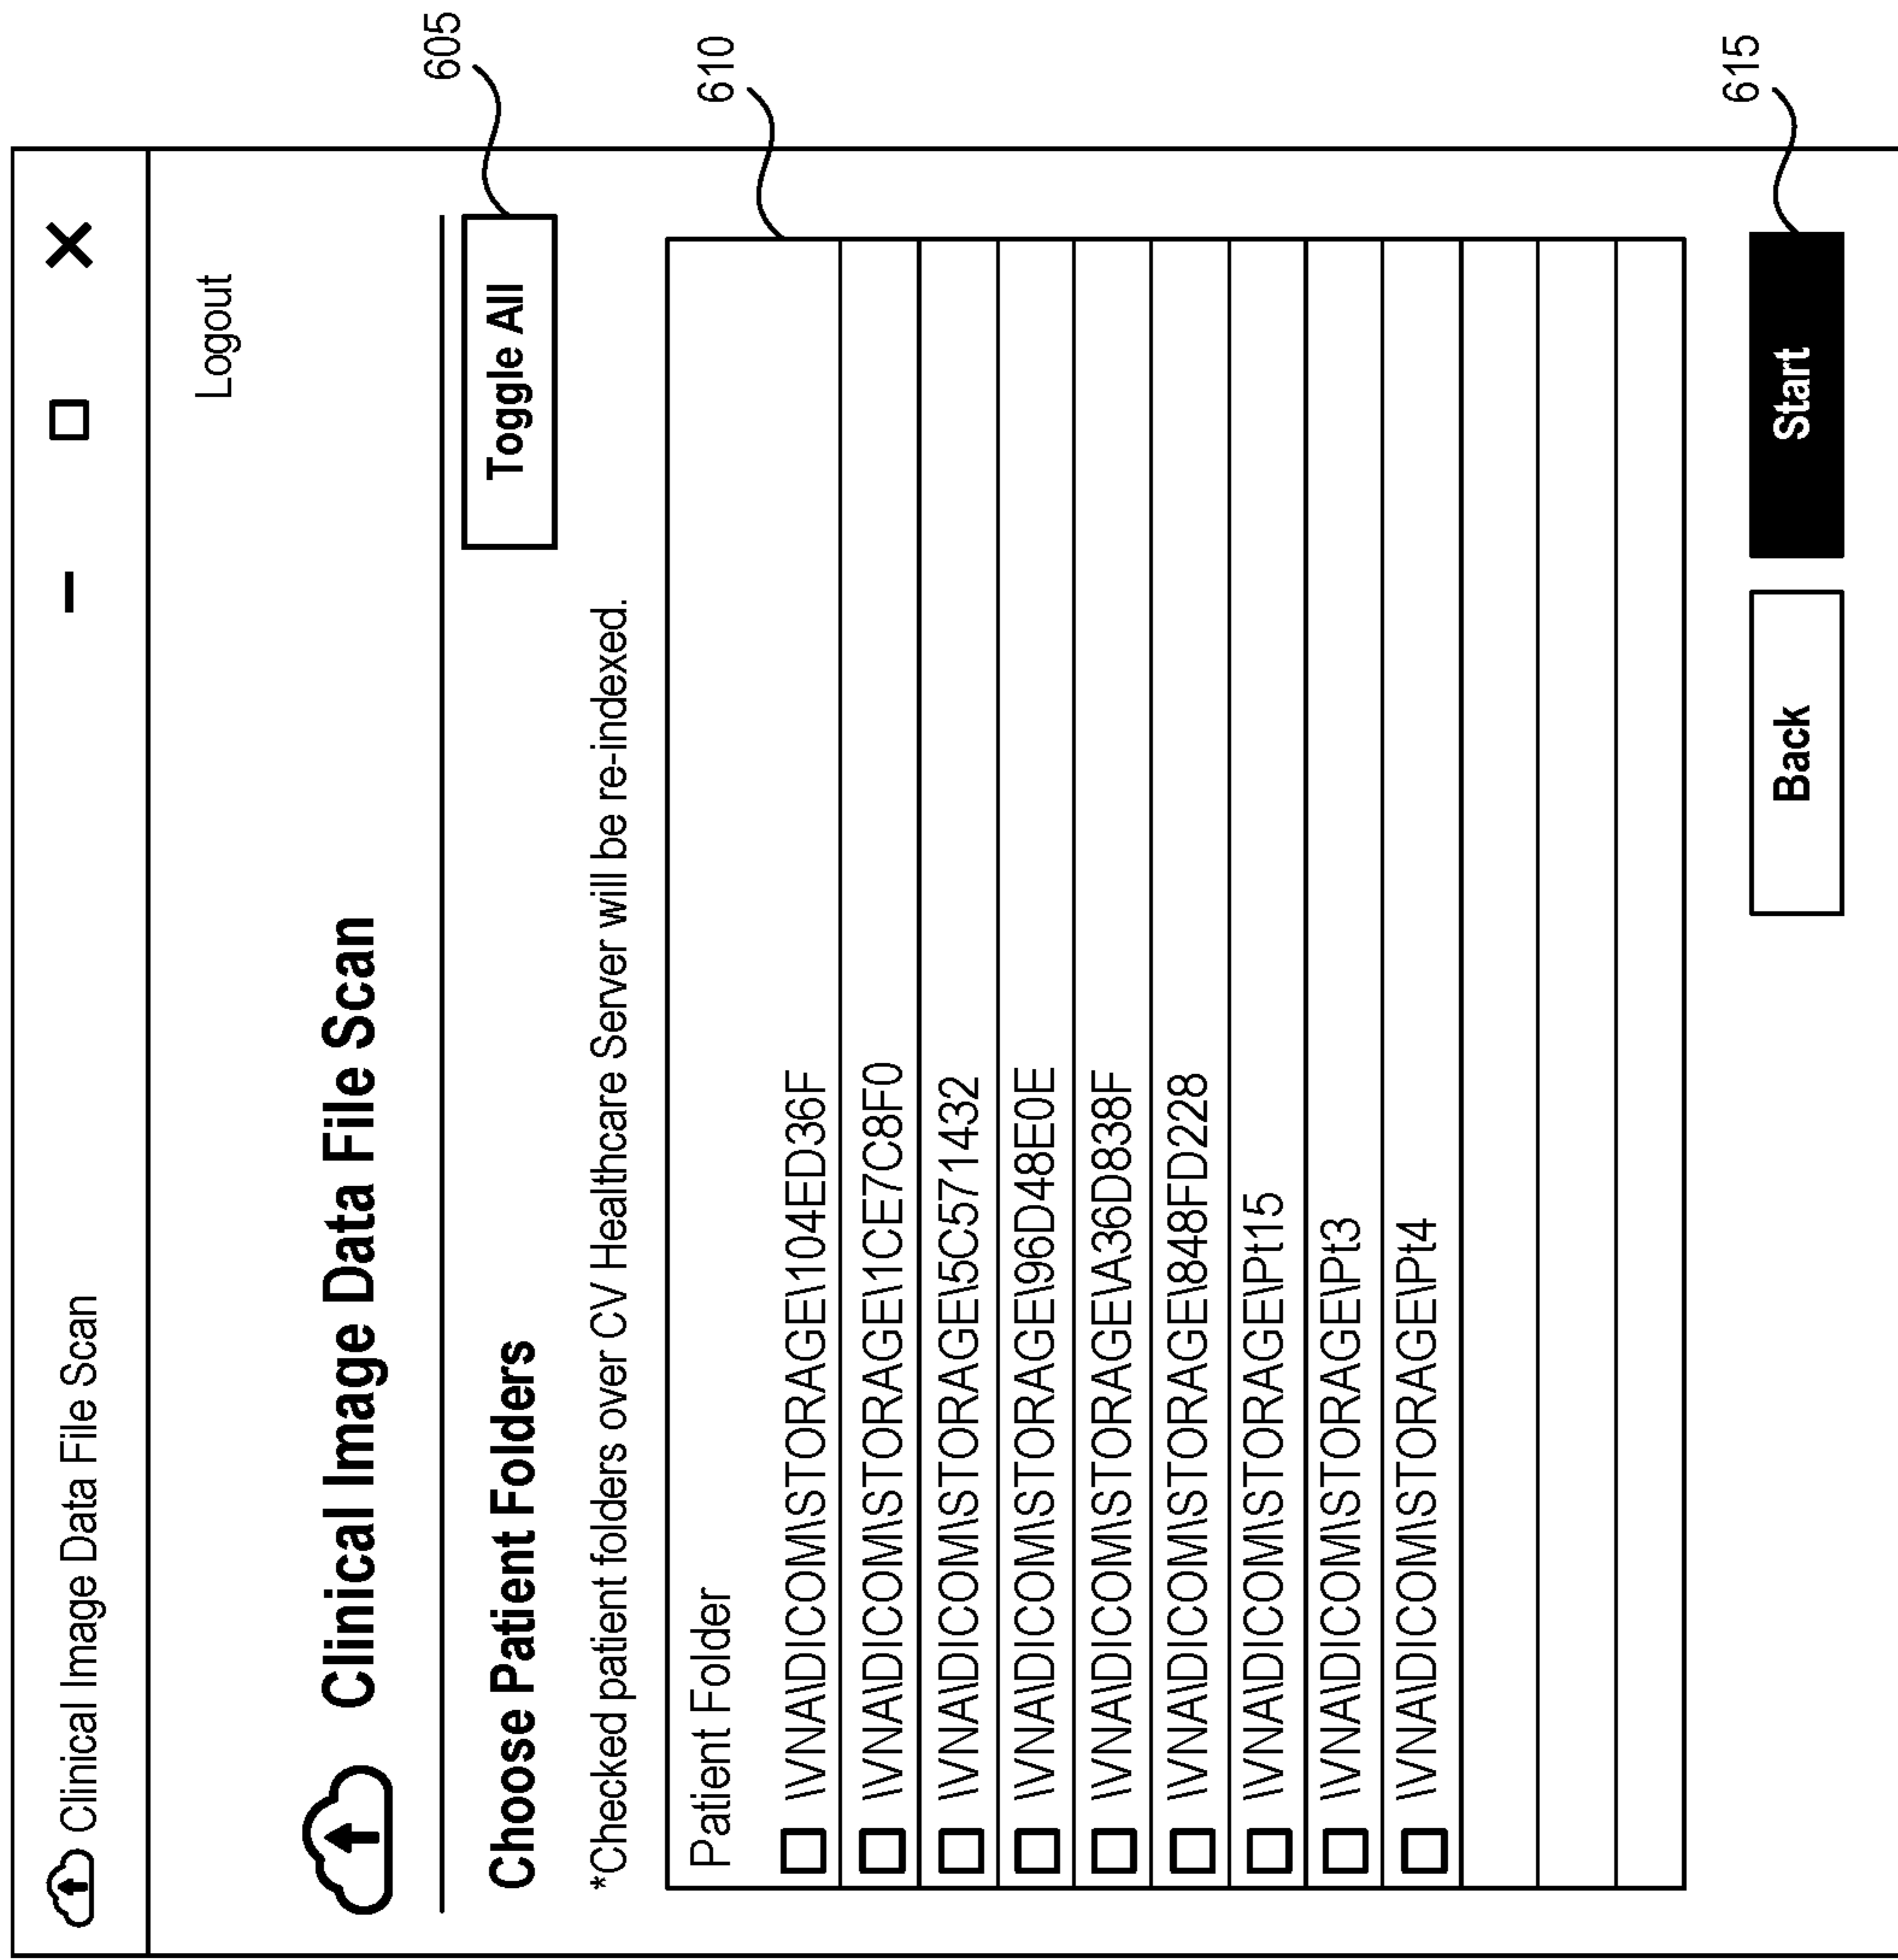 Clinical Image Data File Scan
Logout
Clinical Image Data File Scan
Choose Patient Folders
Toggle All
605
*Checked patient folders over CV Healthcare Server will be re-indexed.
610
Patient Folder
\VNA\DICOM\STORAGE\104ED36F
\VNA\DICOM\STORAGE\1CE7C8F0
\VNA\DICOM\STORAGE\5C571432
\VNA\DICOM\STORAGE\96D48E0E
\VNA\DICOM\STORAGE\A36D838F
\VNA\DICOM\STORAGE\848FD228
\VNA\DICOM\STORAGE\Pt15
\VNA\DICOM\STORAGE\Pt3
\VNA\DICOM\STORAGE\Pt4
Back
Start
615